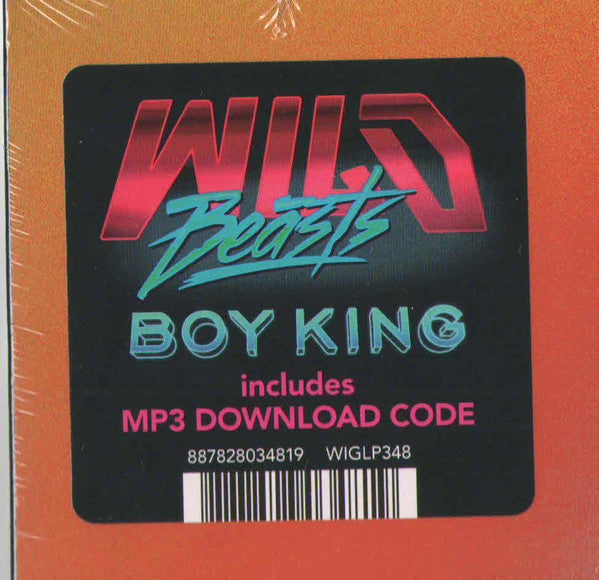 WILD
Beasts
BOY KING
includes
MP3 DOWNLOAD CODE
887828034819 WIGLP348